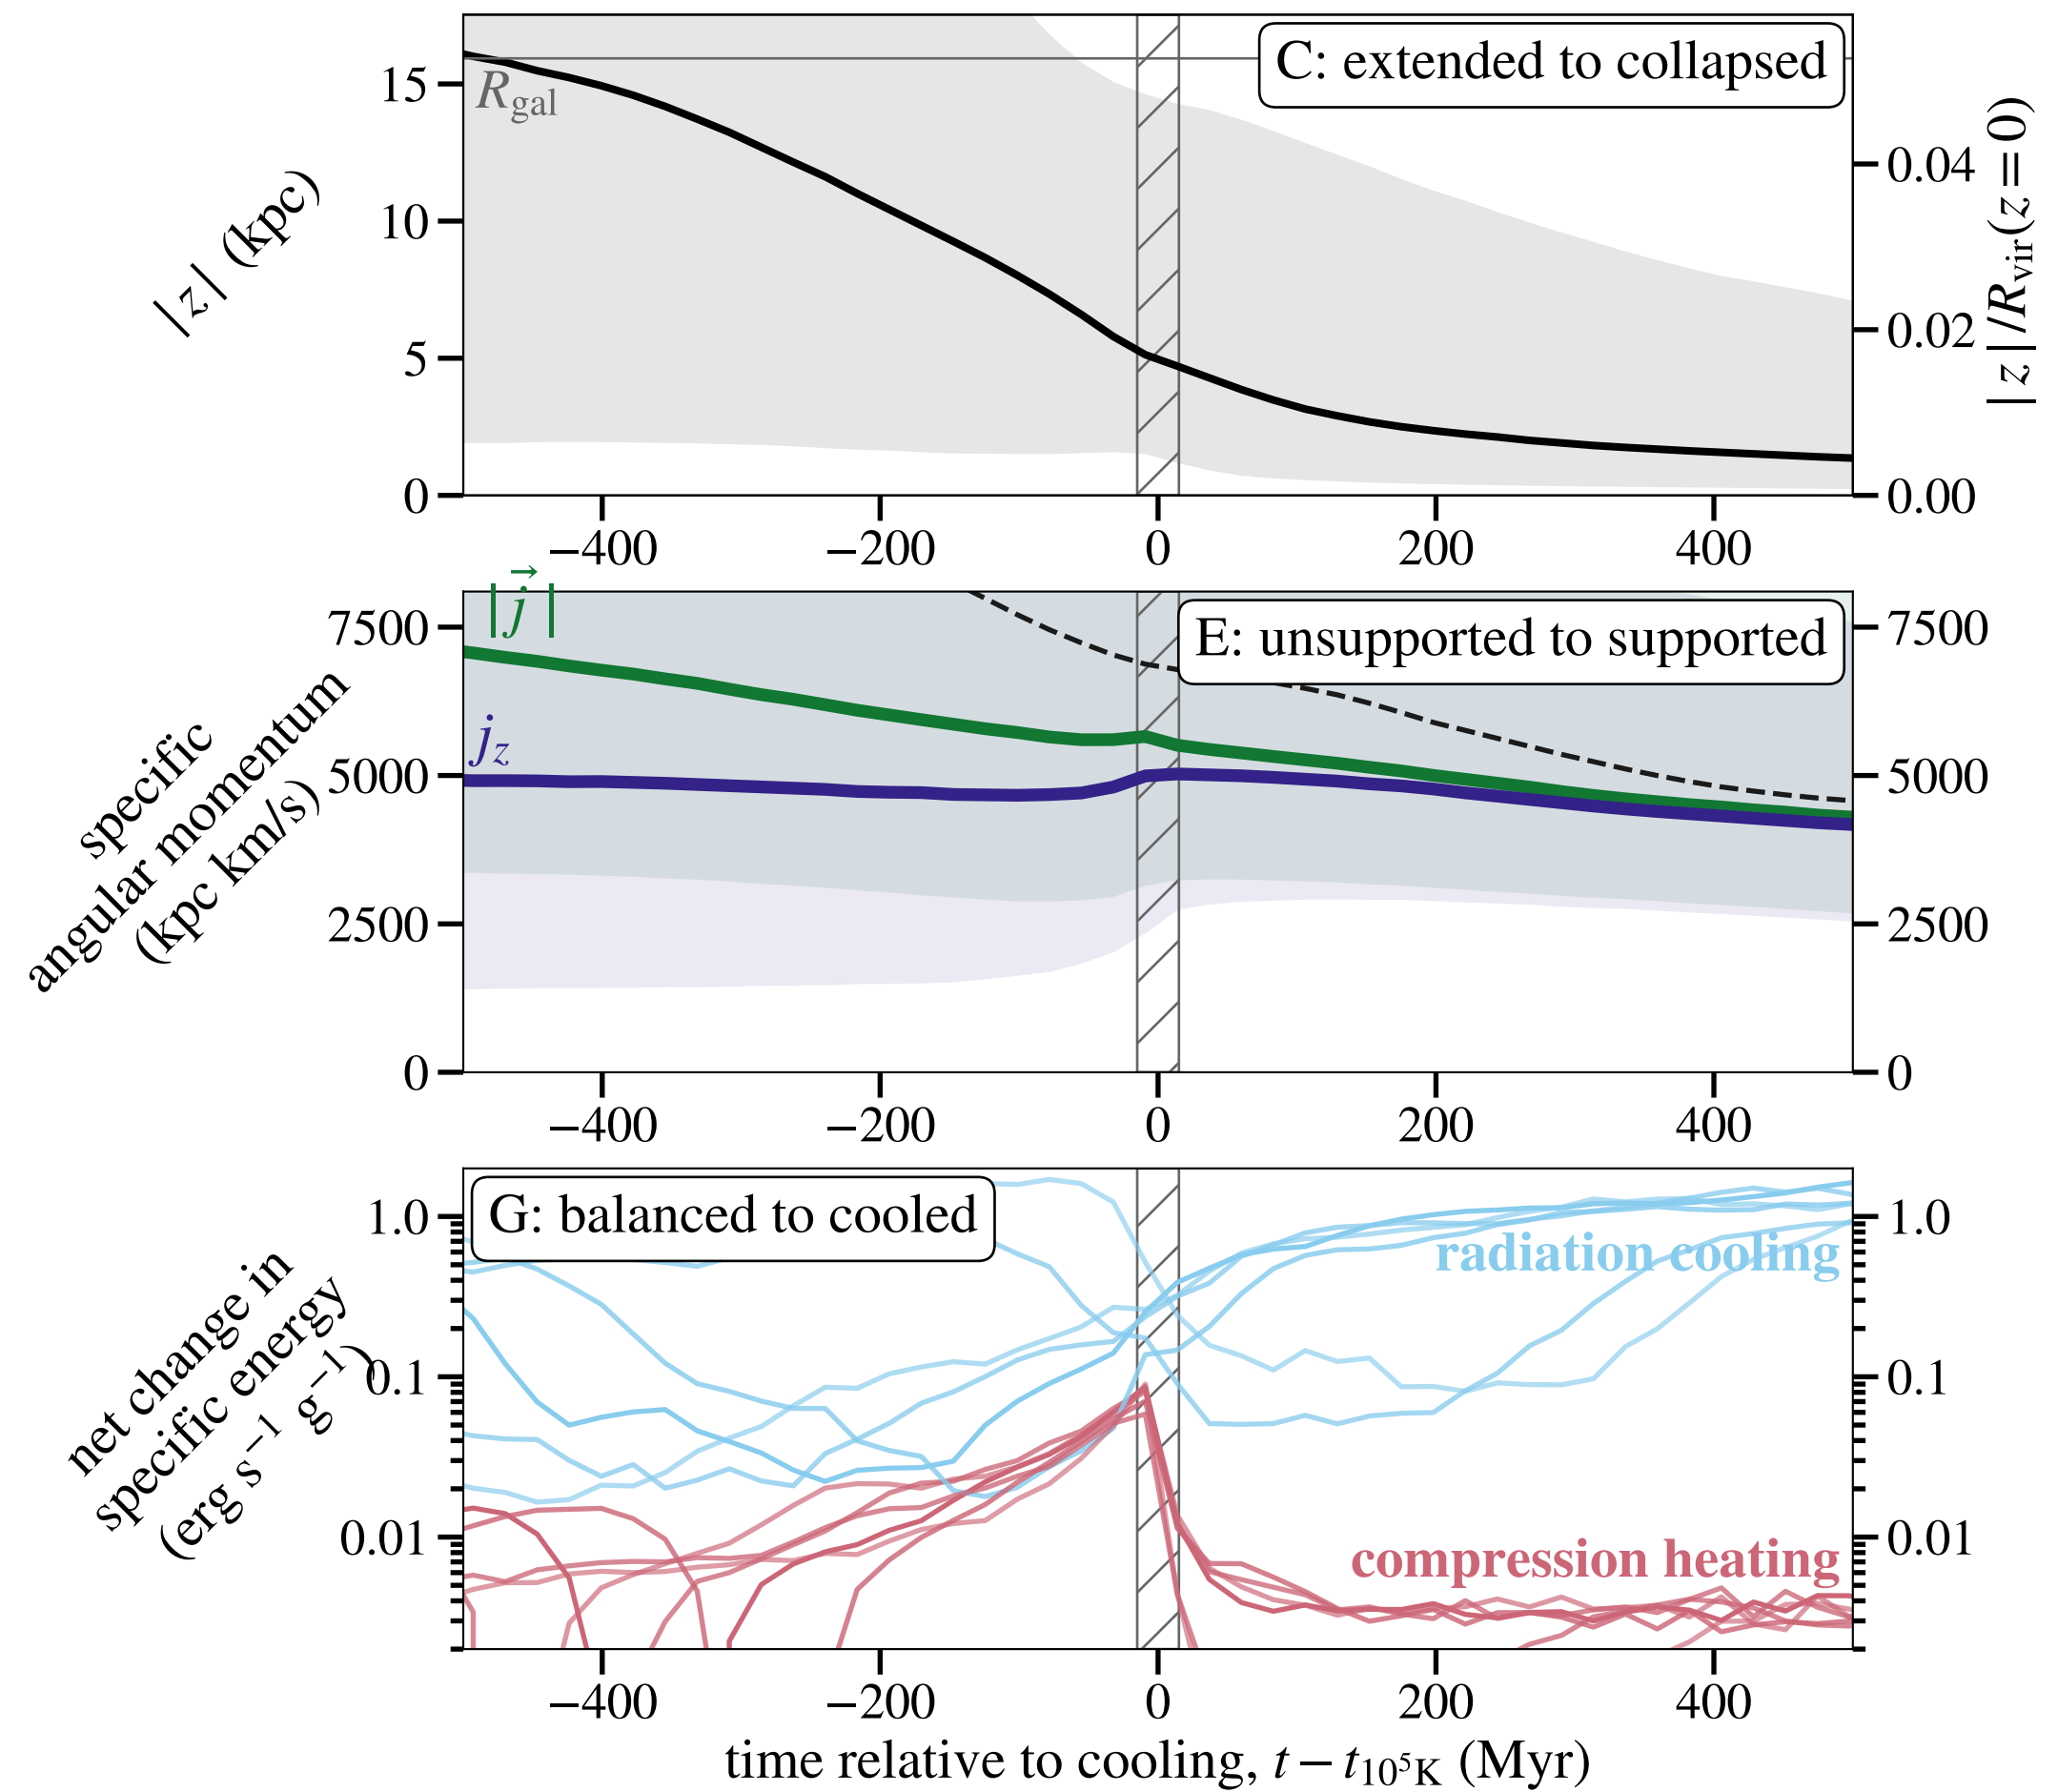 C: extended to collapsed
R_gal
|z| (kpc)
15
10
5
0
0.04
0.02
0.00
|z|/R_vir(z=0)
−400 −200 0 200 400
|j⃗|
E: unsupported to supported
j_z
specific
angular momentum
(kpc km/s)
7500
5000
2500
0
7500
5000
2500
0
−400 −200 0 200 400
G: balanced to cooled
radiation cooling
compression heating
net change in
specific energy
(erg s⁻¹ g⁻¹)
1.0
0.1
0.01
1.0
0.1
0.01
−400 −200 0 200 400
time relative to cooling, t − t_10⁵K (Myr)